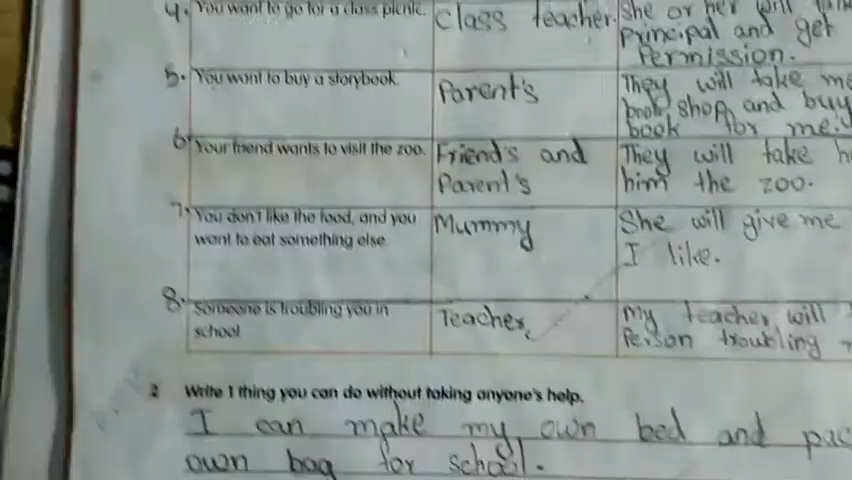 4. You want to go for a class picnic. Class teacher. She or her will
principal and get
Permission.
5. You want to buy a storybook. Parent's They will take me
book shop and buy
book for me.
6. Your friend wants to visit the zoo. Friend's and They will take
Parent's him the zoo.
7. You don't like the food, and you Mummy She will give me
want to eat something else I like.
8. Someone is troubling you in Teacher, My teacher will
school Person troubling
2 Write 1 thing you can do without taking anyone's help.
I can make my own bed and
own bag for school.